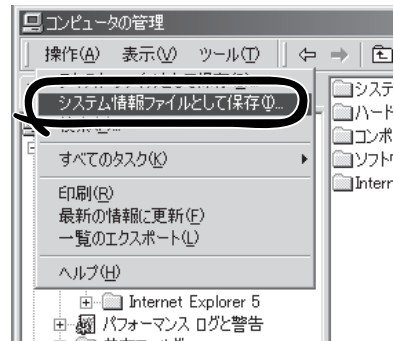 コンピュータの管理
操作(A) 表示(V) ツール(T)
システム情報ファイルとして保存(I)...
すべてのタスク(K)
印刷(R)
最新の情報に更新(F)
一覧のエクスポート(L)
ヘルプ(H)
Internet Explorer 5
パフォーマンス ログと警告
システ
ハード
コンポ
ソフト
Intern